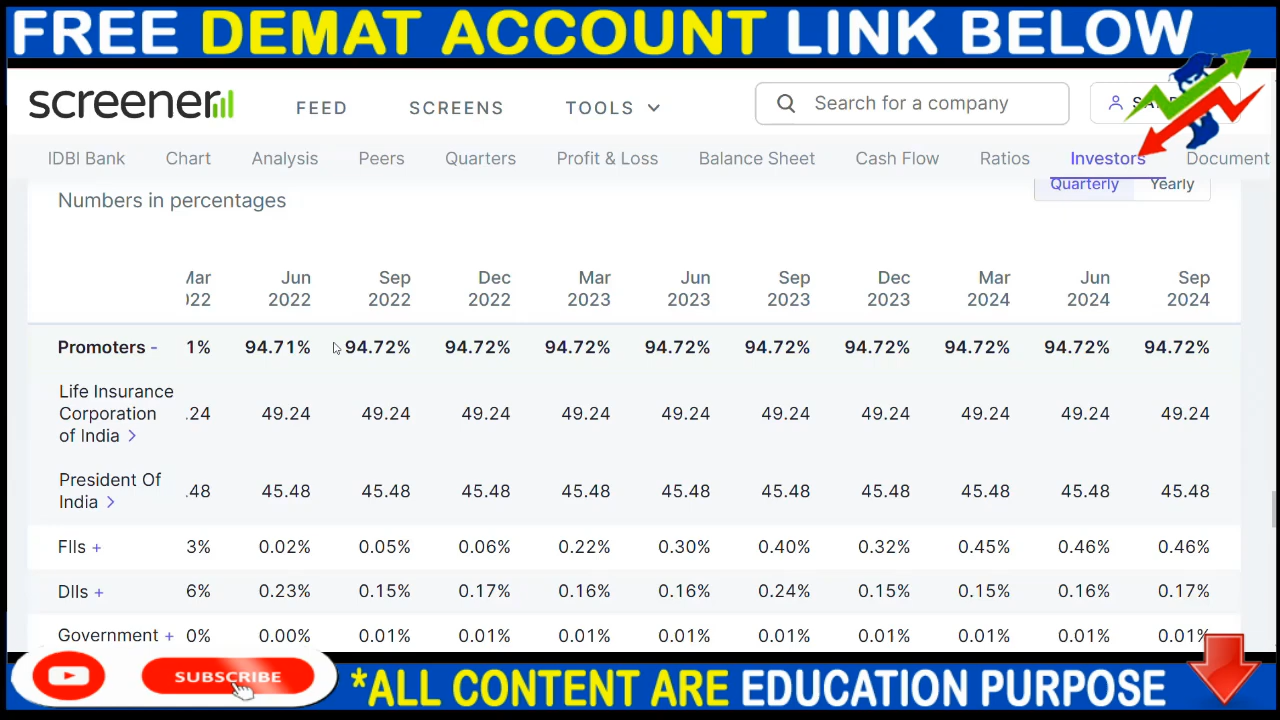 FREE DEMAT ACCOUNT LINK BELOW
screener FEED SCREENS TOOLS Search for a company
IDBI Bank Chart Analysis Peers Quarters Profit & Loss Balance Sheet Cash Flow Ratios Investors Document
Numbers in percentages Quarterly Yearly
Mar Jun Sep Dec Mar Jun Sep Dec Mar Jun Sep
2022 2022 2022 2023 2023 2023 2023 2024 2024 2024
Promoters - 1% 94.71% 94.72% 94.72% 94.72% 94.72% 94.72% 94.72% 94.72% 94.72% 94.72%
Life Insurance
Corporation .24 49.24 49.24 49.24 49.24 49.24 49.24 49.24 49.24 49.24 49.24
of India >
President Of
India > .48 45.48 45.48 45.48 45.48 45.48 45.48 45.48 45.48 45.48 45.48
FIIs + 3% 0.02% 0.05% 0.06% 0.22% 0.30% 0.40% 0.32% 0.45% 0.46% 0.46%
DIIs + 6% 0.23% 0.15% 0.17% 0.16% 0.16% 0.24% 0.15% 0.15% 0.16% 0.17%
Government + 0% 0.00% 0.01% 0.01% 0.01% 0.01% 0.01% 0.01% 0.01% 0.01% 0.01%
SUBSCRIBE
*ALL CONTENT ARE EDUCATION PURPOSE